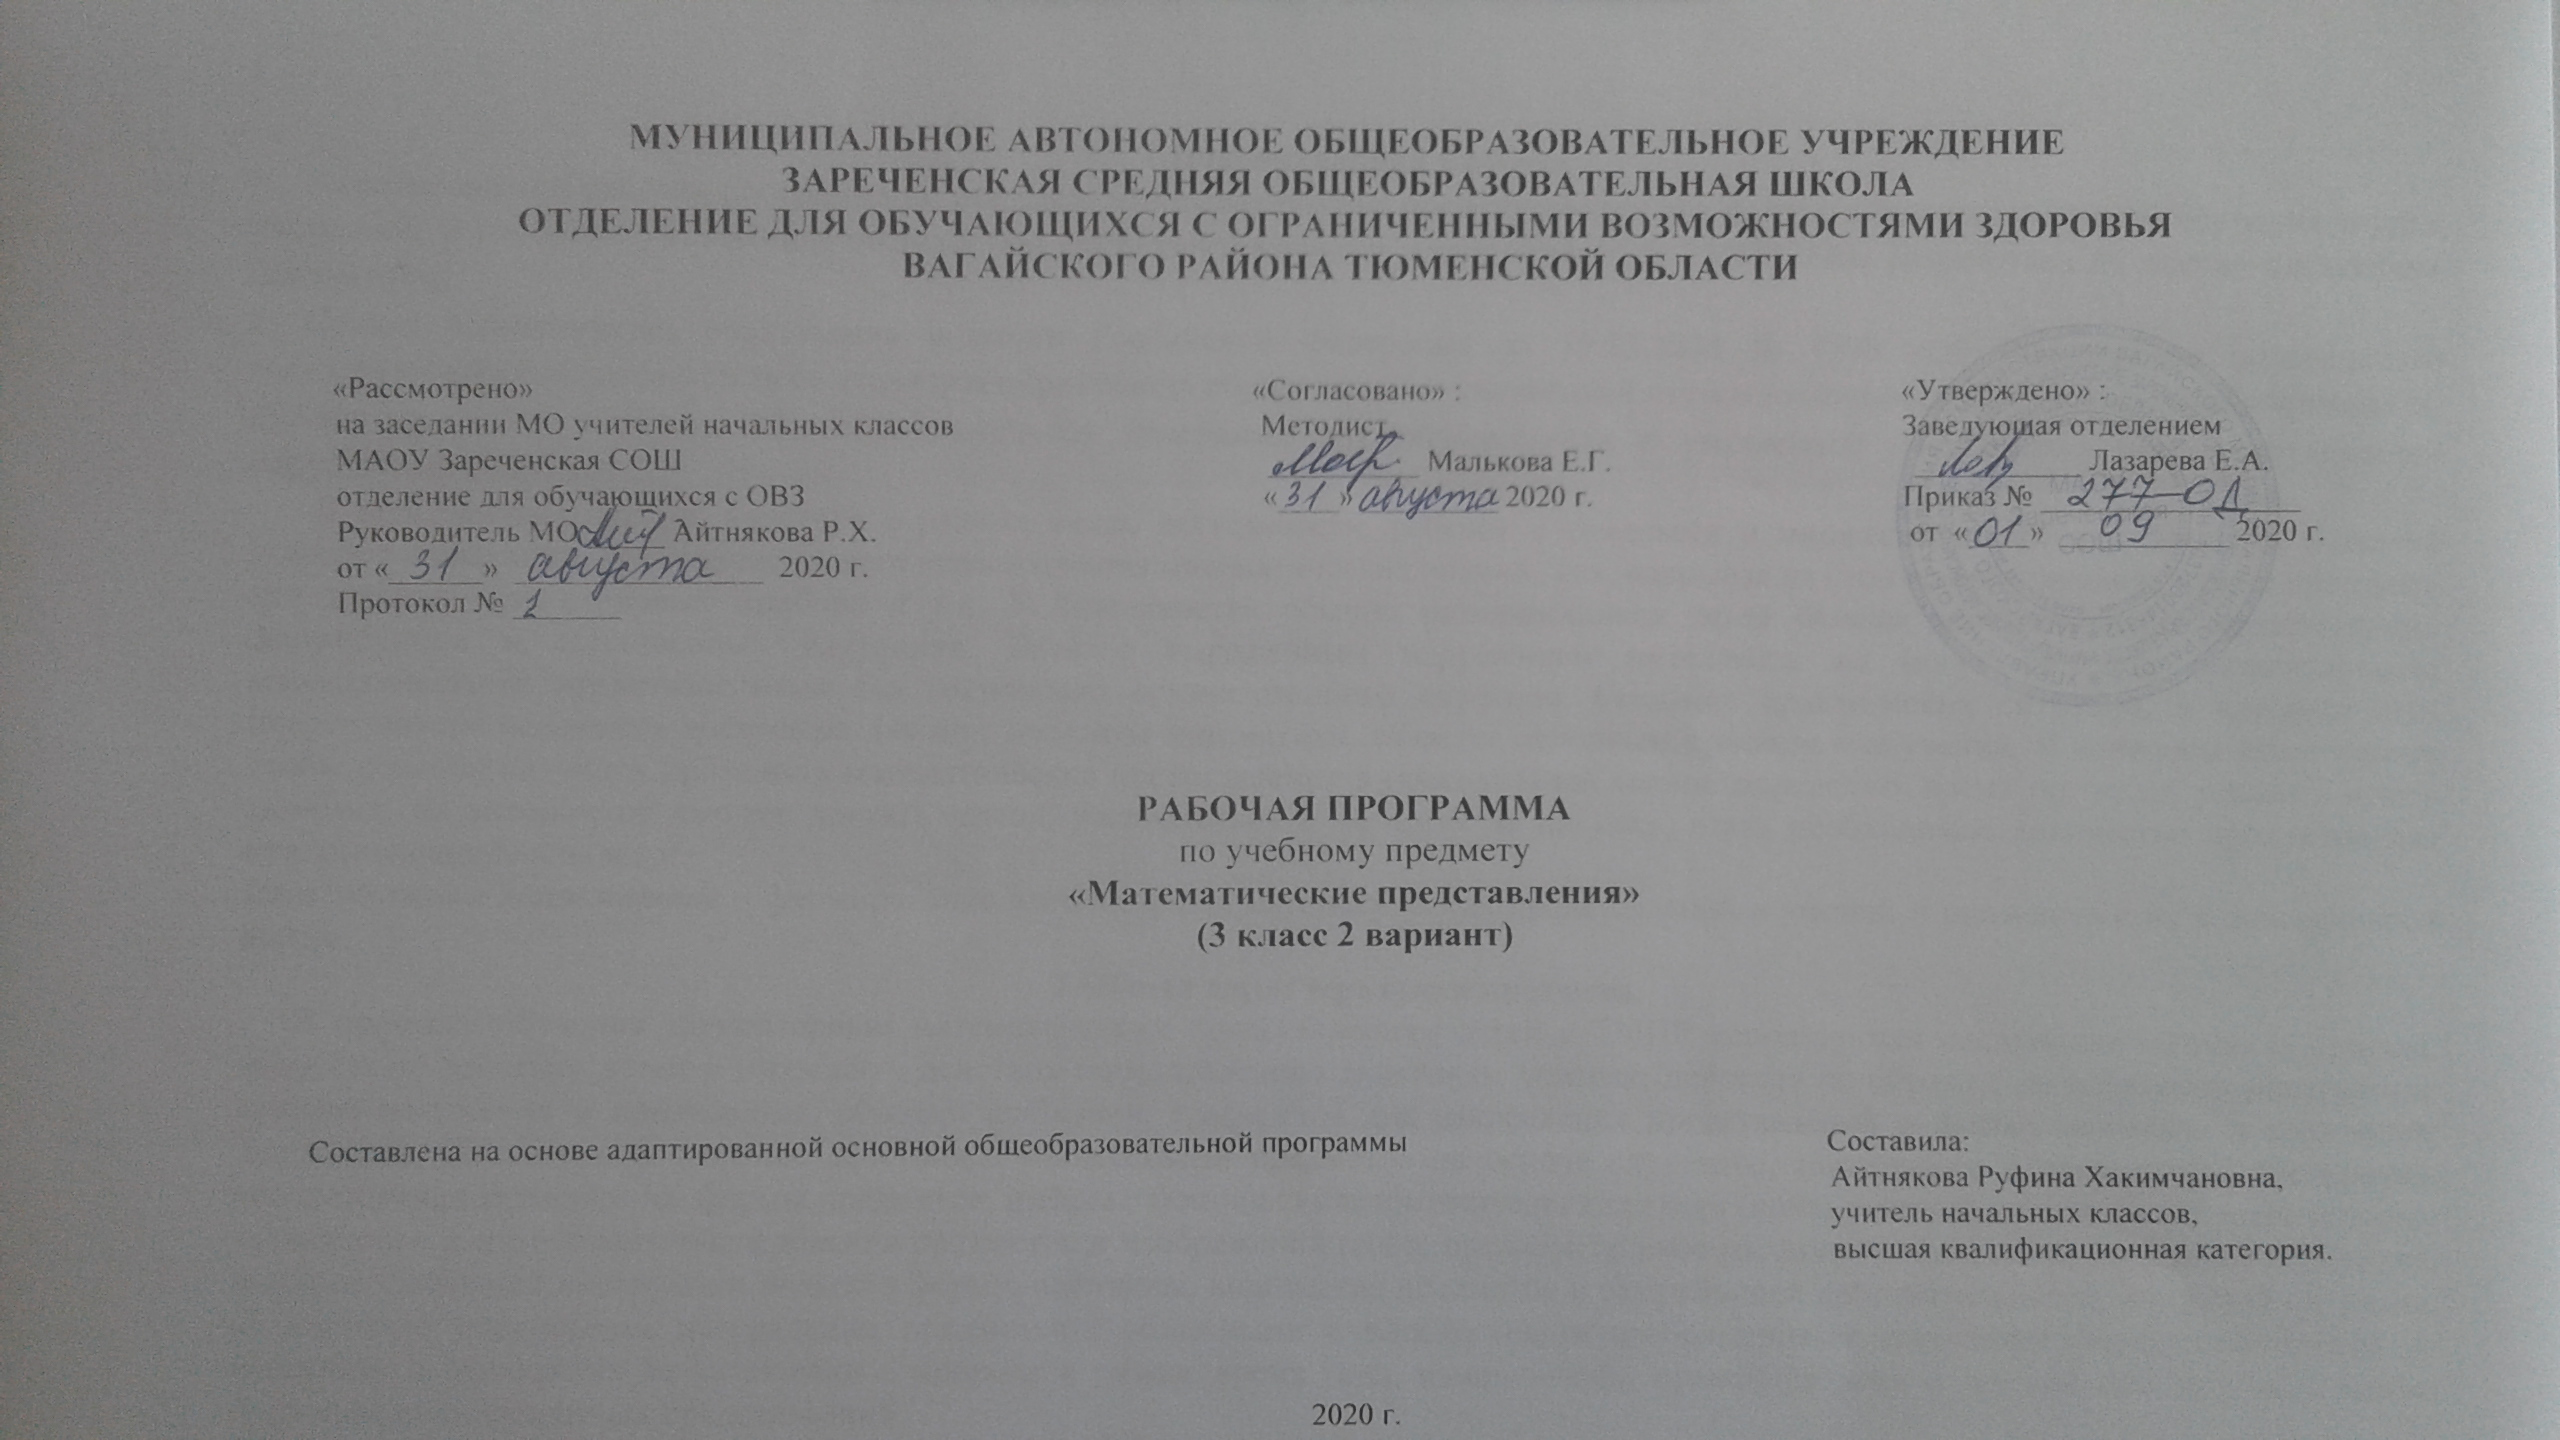 МУНИЦИПАЛЬНОЕ АВТОНОМНОЕ ОБЩЕОБРАЗОВАТЕЛЬНОЕ УЧРЕЖДЕНИЕ
ЗАРЕЧЕНСКАЯ СРЕДНЯЯ ОБЩЕОБРАЗОВАТЕЛЬНАЯ ШКОЛА
ОТДЕЛЕНИЕ ДЛЯ ОБУЧАЮЩИХСЯ С ОГРАНИЧЕННЫМИ ВОЗМОЖНОСТЯМИ ЗДОРОВЬЯ
ВАГАЙСКОГО РАЙОНА ТЮМЕНСКОЙ ОБЛАСТИ
«Рассмотрено»
на заседании МО учителей начальных классов
МАОУ Зареченская СОШ
отделение для обучающихся с ОВЗ
Руководитель МО Айтнякова Р.Х.
от «31» августа 2020 г.
Протокол № 1
«Согласовано» :
Методист
Малькова Е.Г.
«31» августа 2020 г.
«Утверждено» :
Заведующая отделением
Лазарева Е.А.
Приказ № 277-ОД
от «01» 09 2020 г.
РАБОЧАЯ ПРОГРАММА
по учебному предмету
«Математические представления»
(3 класс 2 вариант)
Составлена на основе адаптированной основной общеобразовательной программы
Составила:
Айтнякова Руфина Хакимчановна,
учитель начальных классов,
высшая квалификационная категория.
2020 г.